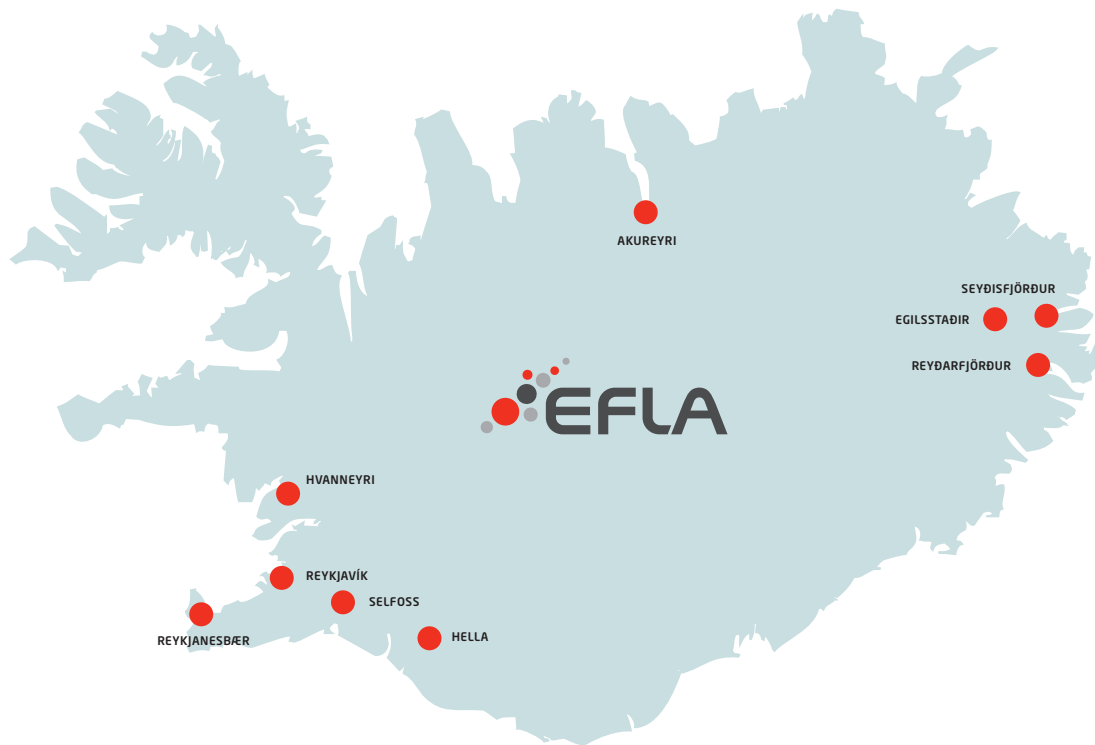 AKUREYRI
SEYÐISFJÖRÐUR
EGILSSTAÐIR
REYÐARFJÖRÐUR
EFLA
HVANNEYRI
REYKJAVÍK
SELFOSS
HELLA
REYKJANESBÆR